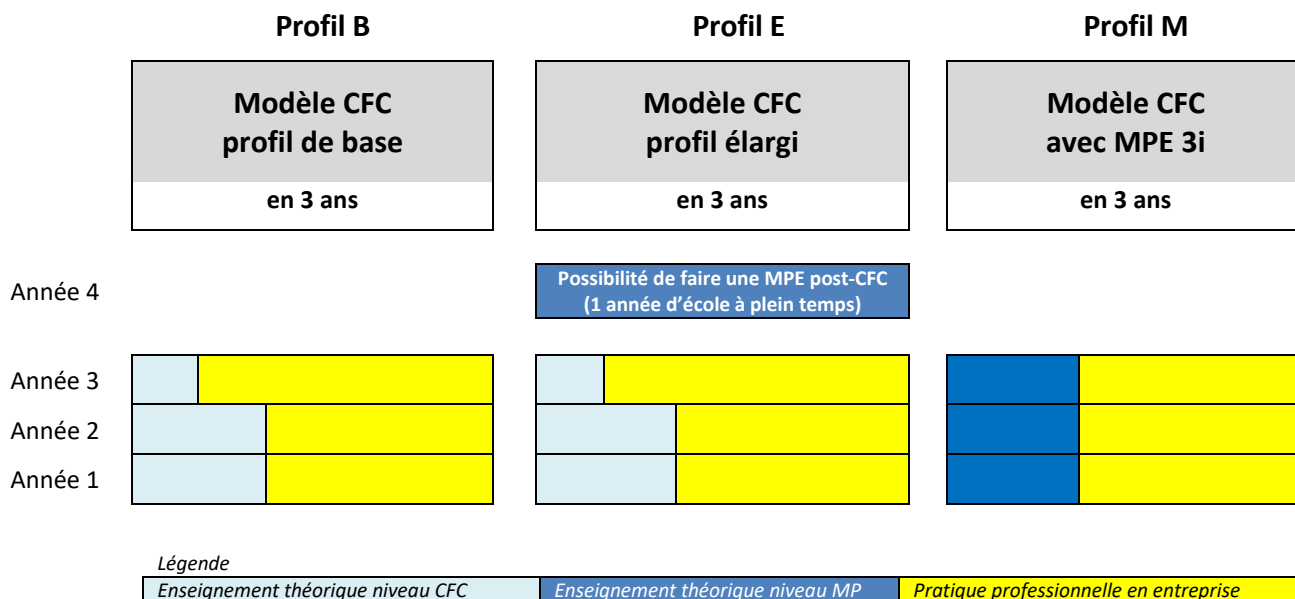 Profil B
Profil E
Profil M
Modèle CFC
profil de base
en 3 ans
Modèle CFC
profil élargi
en 3 ans
Modèle CFC
avec MPE 3i
en 3 ans
Année 4
Possibilité de faire une MPE post-CFC
(1 année d'école à plein temps)
Année 3
Année 2
Année 1
Légende
Enseignement théorique niveau CFC
Enseignement théorique niveau MP
Pratique professionnelle en entreprise